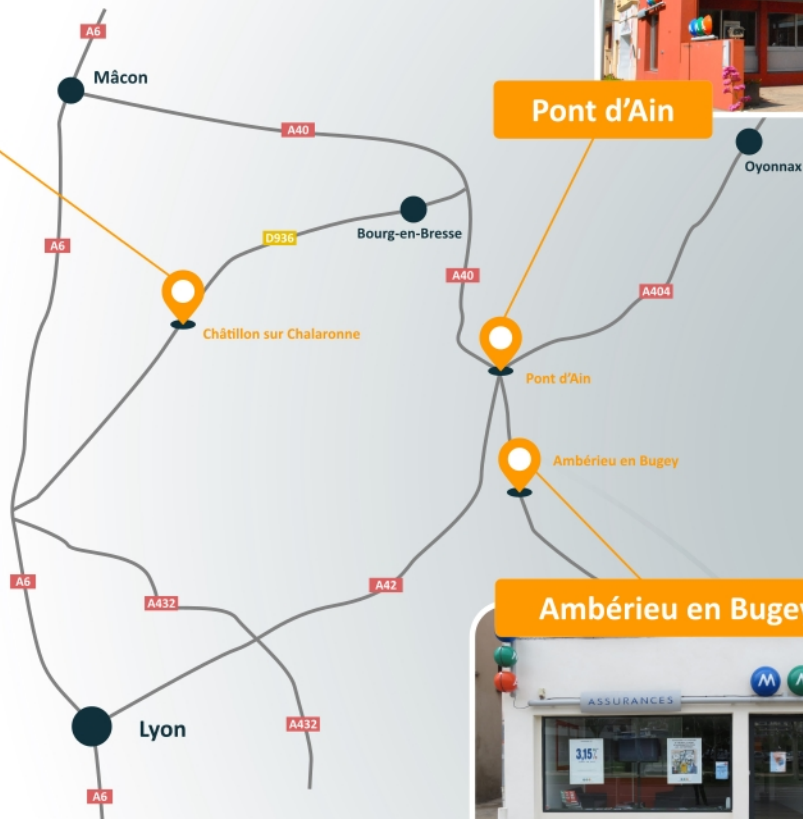 A6
Mâcon
A40
Pont d’Ain
Oyonnax
Bourg-en-Bresse
D936
A6
A40
A404
Châtillon sur Chalaronne
Pont d’Ain
Ambérieu en Bugey
A6
A432
A42
Ambérieu en Bugey
ASSURANCES
M
3,15%
Lyon
A432
A6